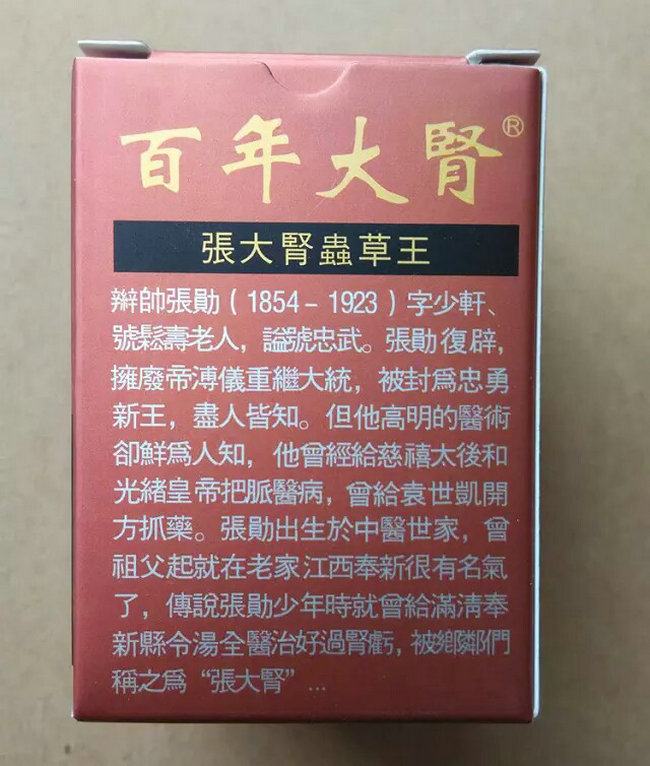 百年大腎®
張大腎蟲草王
辮帥張勛（1854－1923）字少軒、
號鬆壽老人，謚號忠武。張勛復辟，
擁廢帝溥儀重繼大統，被封爲忠勇
新王，盡人皆知。但他高明的醫術
卻鮮爲人知，他曾經給慈禧太後和
光緒皇帝把脈醫病，曾給袁世凱開
方抓藥。張勛出生於中醫世家，曾
祖父起就在老家江西奉新很有名氣
了，傳說張勛少年時就曾給滿清奉
新縣令湯全醫治好過腎虧，被鄉鄰們
稱之爲“張大腎”…